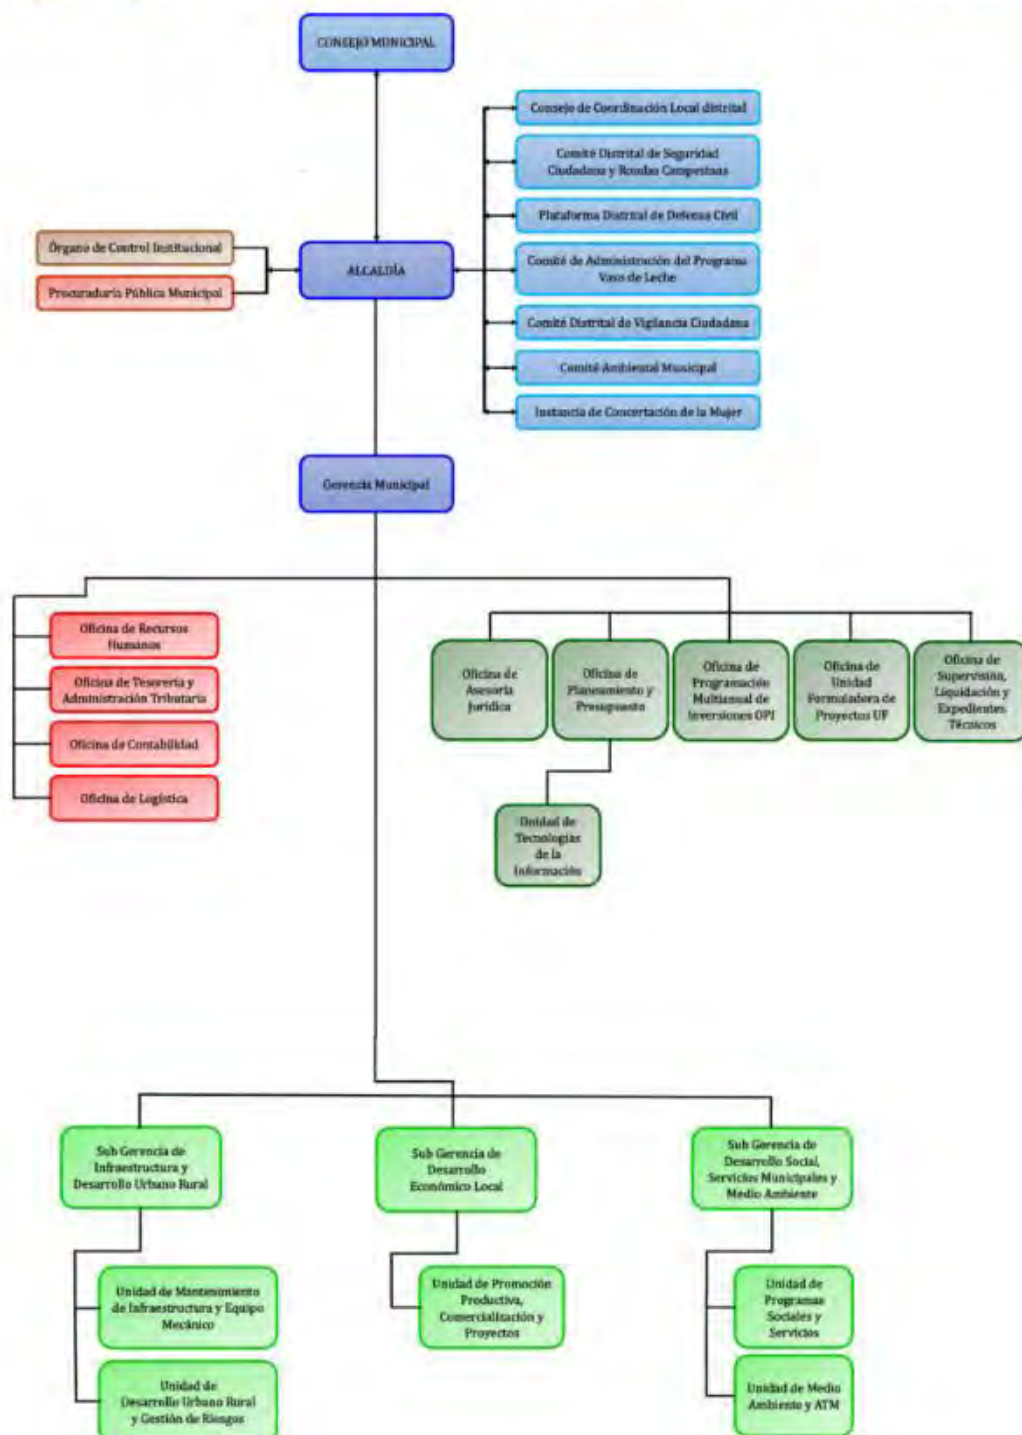 CONSEJO MUNICIPAL
Consejo de Coordinación Local distrital
Comité Distrital de Seguridad
Ciudadana y Rondas Campesinas
Plataforma Distrital de Defensa Civil
Órgano de Control Institucional
ALCALDÍA
Comité de Administración del Programa
Vaso de Leche
Procuraduría Pública Municipal
Comité Distrital de Vigilancia Ciudadana
Comité Ambiental Municipal
Instancia de Concertación de la Mujer
Gerencia Municipal
Oficina de Recursos
Humanos
Oficina de Tesorería y
Administración Tributaria
Oficina de Contabilidad
Oficina de Logística
Oficina de
Asesoría
Jurídica
Oficina de
Planeamiento y
Presupuesto
Oficina de
Programación
Multianual de
Inversiones OPI
Oficina de
Unidad
Formuladora de
Proyectos UF
Oficina de
Supervisión,
Liquidación y
Expedientes
Técnicos
Unidad de
Tecnologías
de la
Información
Sub Gerencia de
Infraestructura y
Desarrollo Urbano Rural
Sub Gerencia de
Desarrollo
Económico Local
Sub Gerencia de
Desarrollo Social,
Servicios Municipales y
Medio Ambiente
Unidad de Mantenimiento
de Infraestructura y Equipo
Mecánico
Unidad de Promoción
Productiva,
Comercialización y
Proyectos
Unidad de
Programas
Sociales y
Servicios
Unidad de
Desarrollo Urbano Rural
y Gestión de Riesgos
Unidad de Medio
Ambiente y ATM